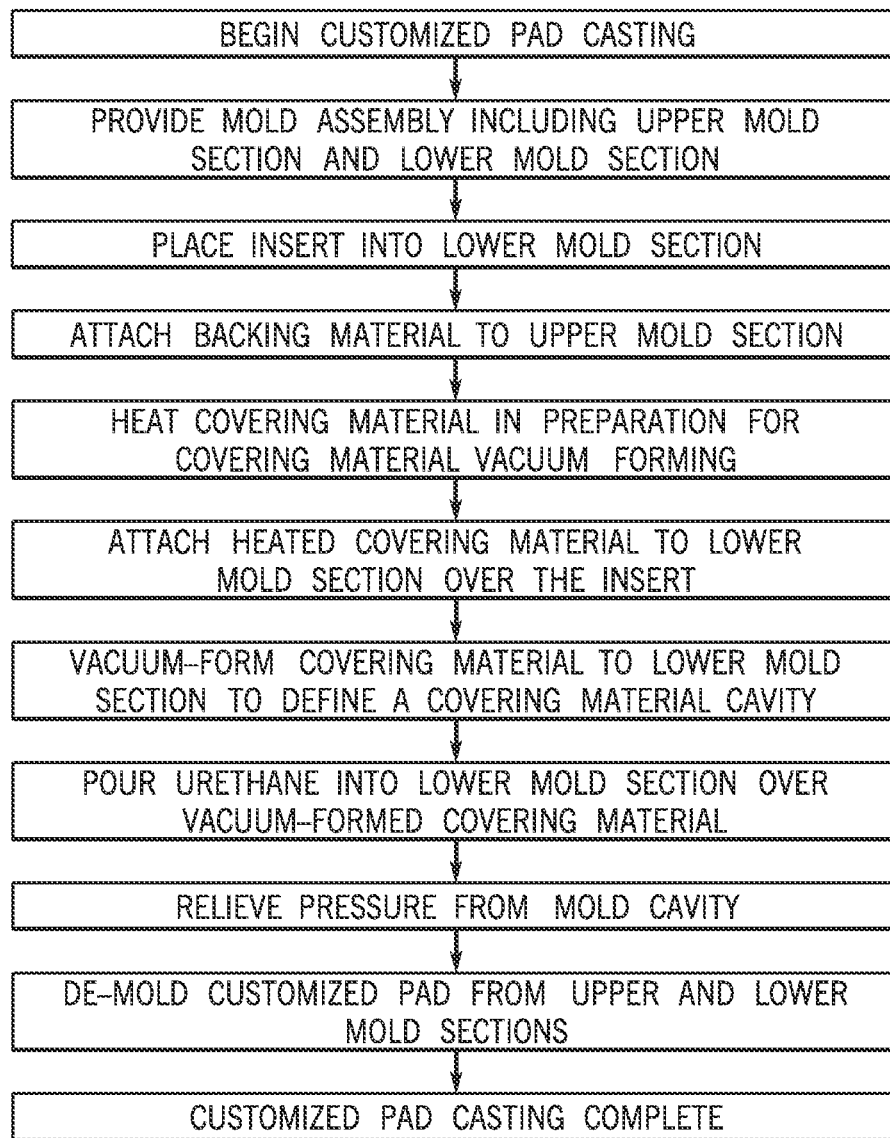 BEGIN CUSTOMIZED PAD CASTING
PROVIDE MOLD ASSEMBLY INCLUDING UPPER MOLD
SECTION AND LOWER MOLD SECTION
PLACE INSERT INTO LOWER MOLD SECTION
ATTACH BACKING MATERIAL TO UPPER MOLD SECTION
HEAT COVERING MATERIAL IN PREPARATION FOR
COVERING MATERIAL VACUUM FORMING
ATTACH HEATED COVERING MATERIAL TO LOWER
MOLD SECTION OVER THE INSERT
VACUUM-FORM COVERING MATERIAL TO LOWER MOLD
SECTION TO DEFINE A COVERING MATERIAL CAVITY
POUR URETHANE INTO LOWER MOLD SECTION OVER
VACUUM-FORMED COVERING MATERIAL
RELIEVE PRESSURE FROM MOLD CAVITY
DE-MOLD CUSTOMIZED PAD FROM UPPER AND LOWER
MOLD SECTIONS
CUSTOMIZED PAD CASTING COMPLETE